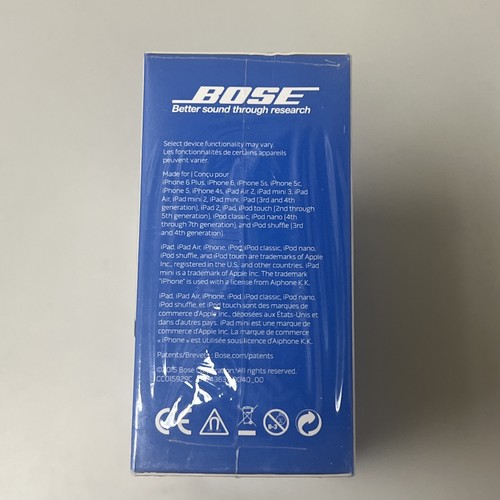 BOSE
Better sound through research
Select device functionality may vary.
Les fonctionnalités de certains appareils
peuvent varier.
Made for | Conçu pour
iPhone 6 Plus, iPhone 6, iPhone 5s, iPhone 5c,
iPhone 5, iPhone 4s, iPad Air 2, iPad mini 3, iPad
Air, iPad mini 2, iPad mini, iPad (3rd and 4th
generation), iPad 2, iPad, iPod touch (2nd through
5th generation), iPod classic, iPod nano (4th
through 7th generation), and iPod shuffle (3rd
and 4th generation).
iPad, iPad Air, iPhone, iPod, iPod classic, iPod nano,
iPod shuffle, and iPod touch are trademarks of Apple
Inc., registered in the U.S. and other countries. iPad
mini is a trademark of Apple Inc. The trademark
"iPhone" is used with a license from Aiphone K.K.
iPad, iPad Air, iPhone, iPod, iPod classic, iPod nano,
iPod shuffle, et iPod touch sont des marques de
commerce d'Apple Inc., déposées aux États-Unis et
dans d'autres pays. iPad mini est une marque de
commerce d'Apple Inc. La marque de commerce
« iPhone » est utilisée sous licence d'Aiphone K.K.
Patents/Brevets: Bose.com/patents
©2015 Bose Corporation. All rights reserved.
CC015929C
CE
0-3